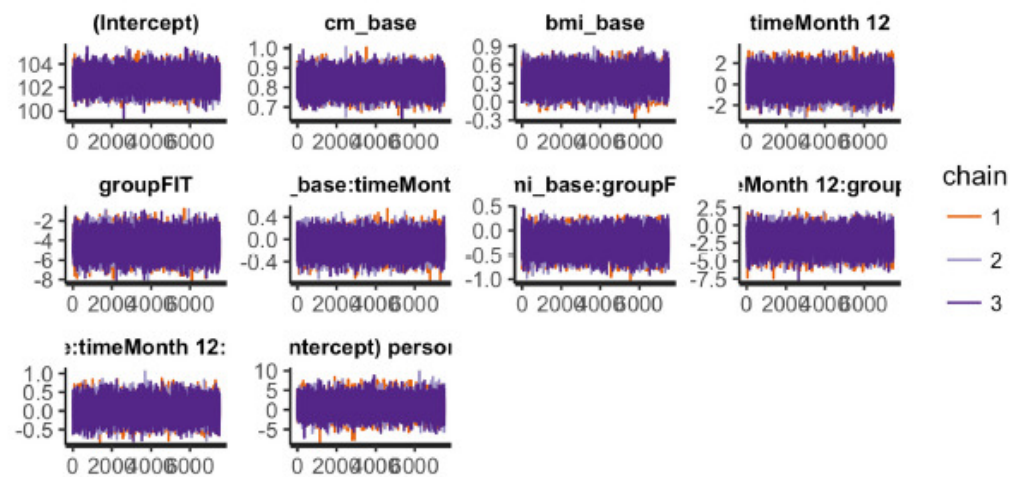 (Intercept) cm_base bmi_base timeMonth 12
104 102 100
1.0 0.9 0.8 0.7
0.9 0.6 0.3 0.0 -0.3
2 0 -2
0 2000 4000 6000 0 2000 4000 6000 0 2000 4000 6000 0 2000 4000 6000
groupFIT _base:timeMont ni_base:groupF eMonth 12:group
-2 -4 -6 -8
0.4 0.0 -0.4
0.5 0.0 -0.5 -1.0
2.5 0.0 -2.5 -5.0 -7.5
0 2000 4000 6000 0 2000 4000 6000 0 2000 4000 6000 0 2000 4000 6000
e:timeMonth 12: ntercept) person
1.0 0.5 0.0 -0.5
10 5 0 -5
0 2000 4000 6000 0 2000 4000 6000
chain
1
2
3